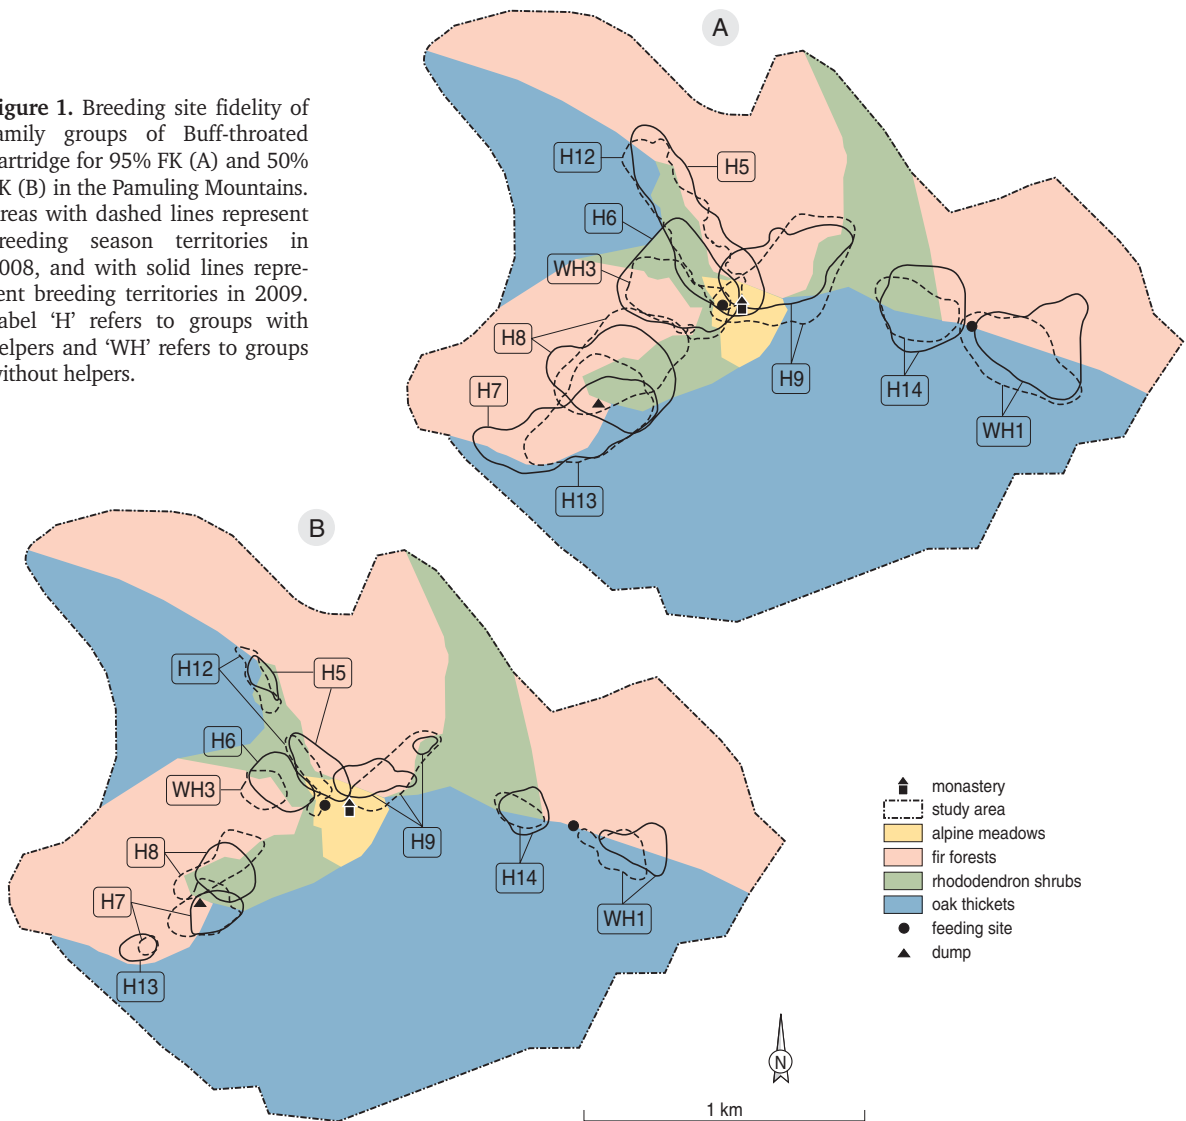 igure 1. Breeding site fidelity of
amily groups of Buff-throated
artridge for 95% FK (A) and 50%
K (B) in the Pamuling Mountains.
reas with dashed lines represent
reeding season territories in
008, and with solid lines repre-
ent breeding territories in 2009.
abel ‘H’ refers to groups with
elpers and ‘WH’ refers to groups
vithout helpers.
A
H12
H5
H6
WH3
H8
H9
H7
H14
WH1
H13
B
H12
H5
H6
WH3
H9
H8
H14
H7
WH1
H13
monastery
study area
alpine meadows
fir forests
rhododendron shrubs
oak thickets
feeding site
dump
N
1 km